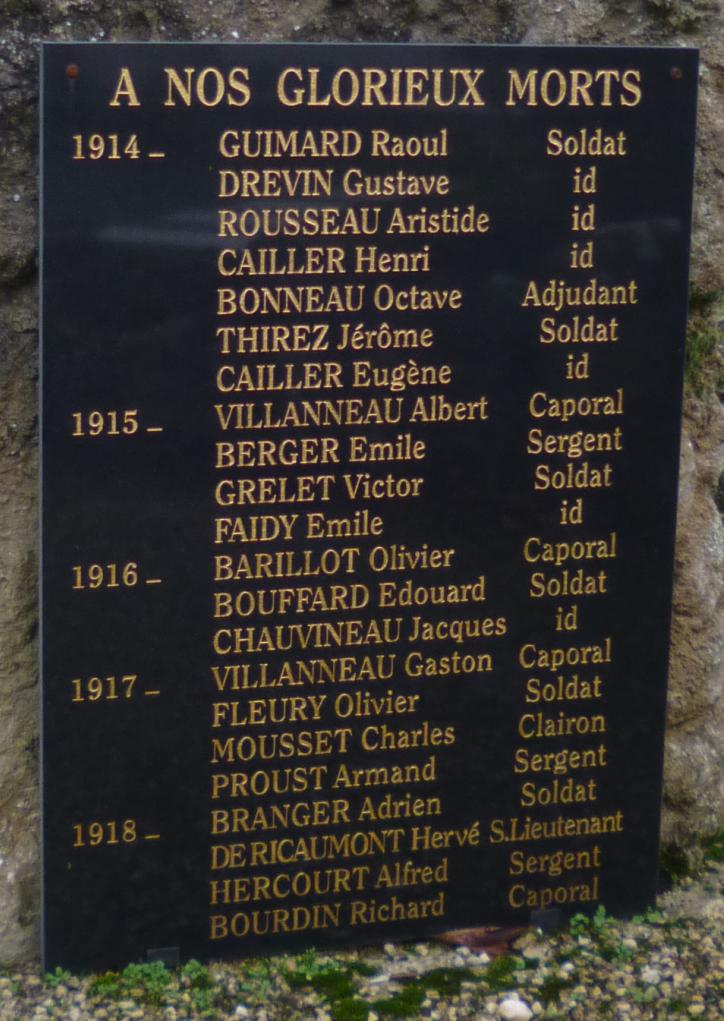 A NOS GLORIEUX MORTS
1914 – GUIMARD Raoul Soldat
DREVIN Gustave id
ROUSSEAU Aristide id
CAILLER Henri id
BONNEAU Octave Adjudant
THIREZ Jérôme Soldat
CAILLER Eugène id
1915 – VILLANNEAU Albert Caporal
BERGER Emile Sergent
GRELET Victor Soldat
FAIDY Emile id
1916 – BARILLOT Olivier Caporal
BOUFFARD Edouard Soldat
CHAUVINEAU Jacques id
1917 – VILLANNEAU Gaston Caporal
FLEURY Olivier Soldat
MOUSSET Charles Clairon
PROUST Armand Sergent
1918 – BRANGER Adrien Soldat
DE RICAUMONT Hervé S.Lieutenant
HERCOURT Alfred Sergent
BOURDIN Richard Caporal